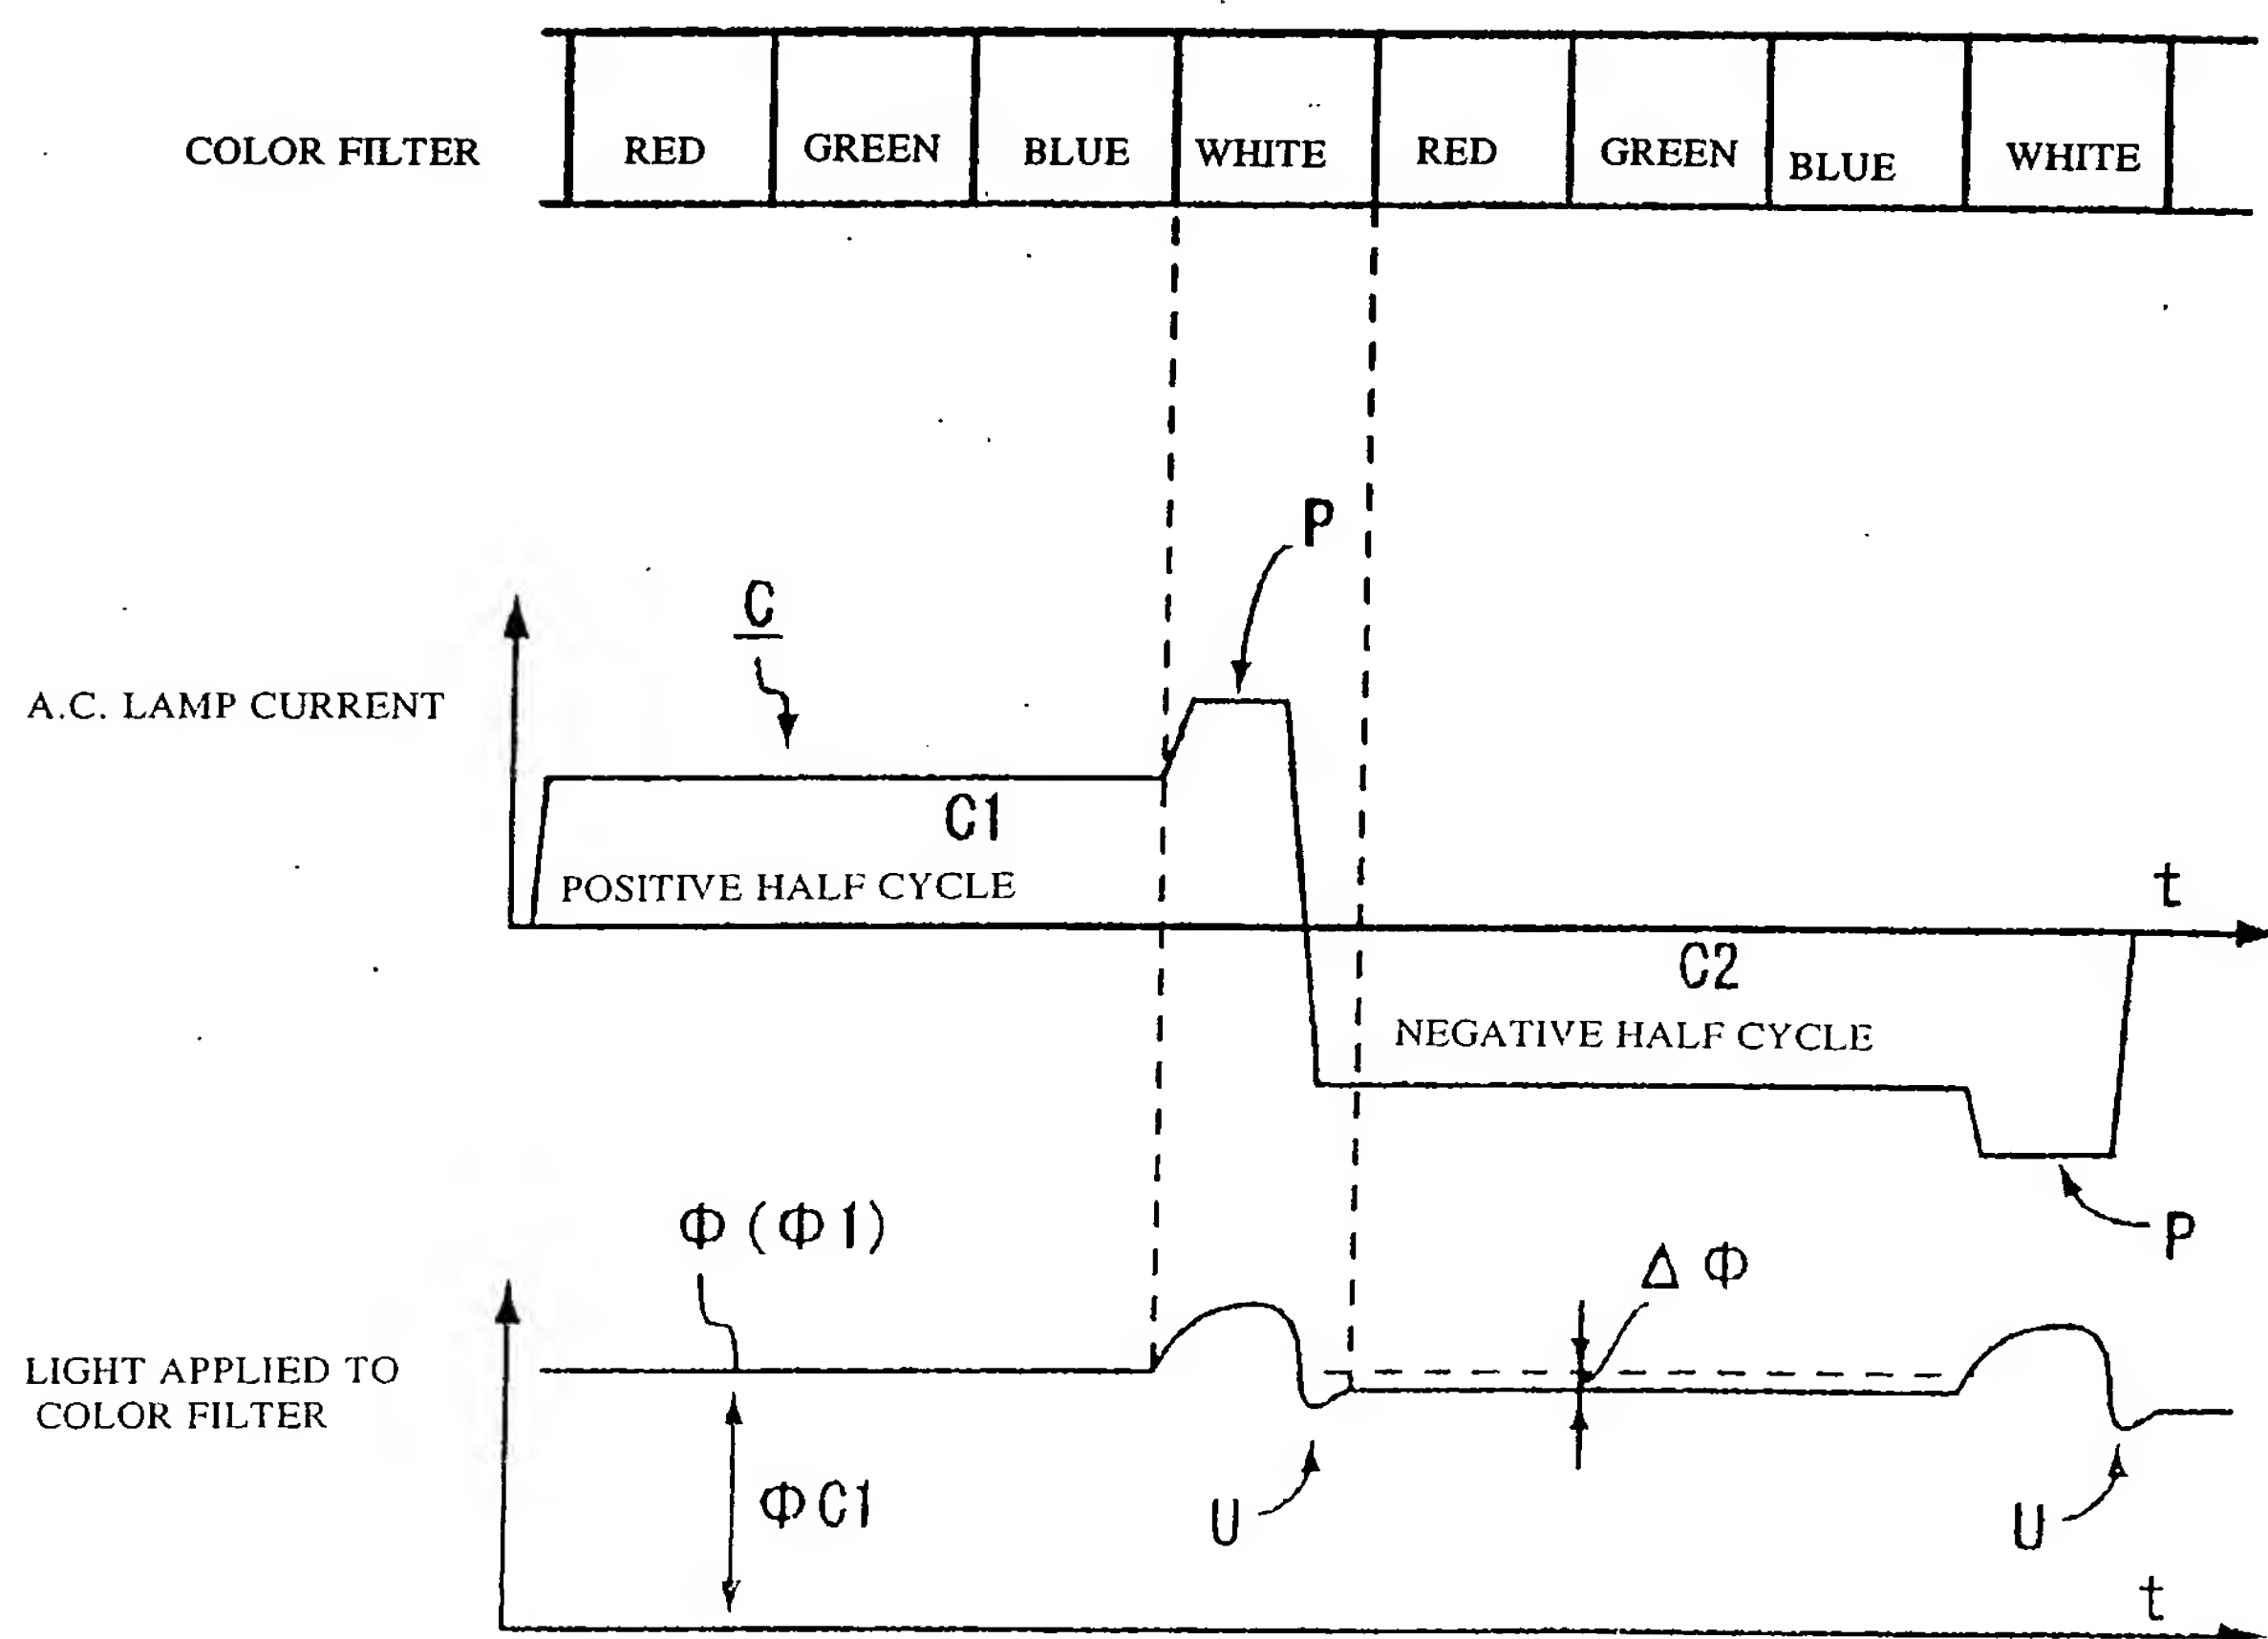 COLOR FILTER RED GREEN BLUE WHITE RED GREEN BLUE WHITE
P
C
A.C. LAMP CURRENT
C1
POSITIVE HALF CYCLE
t
C2
NEGATIVE HALF CYCLE
P
Φ (Φ1)
Δ Φ
LIGHT APPLIED TO
COLOR FILTER
ΦC1
U
U
t